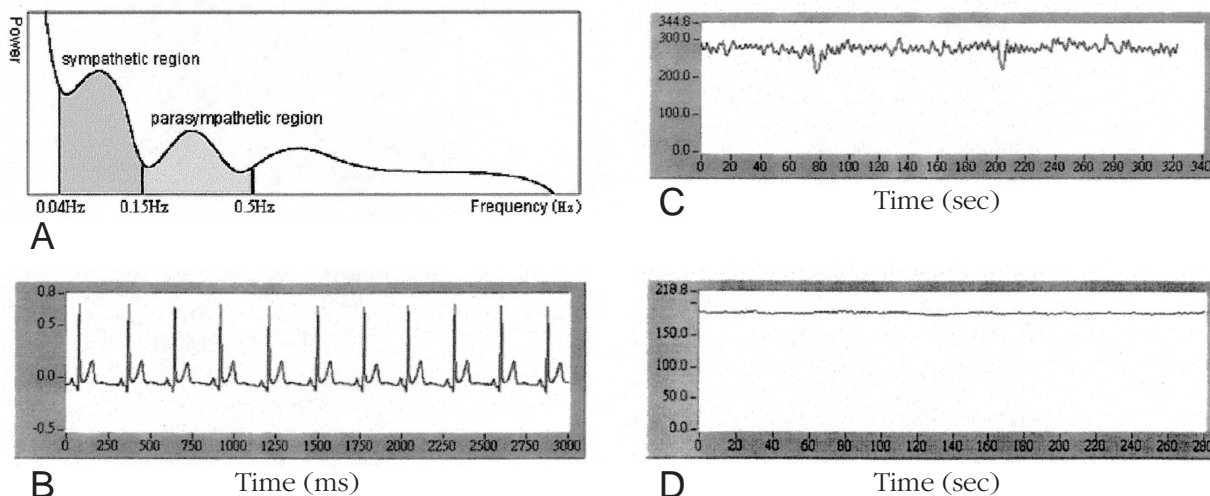 Power
sympathetic region
parasympathetic region
0.04Hz 0.15Hz 0.5Hz Frequency (Hz)
A
0.8
0.5
0.0
-0.5
0 250 500 750 1000 1250 1500 1750 2000 2250 2500 2750 3000
B Time (ms)
344.8
300.0
200.0
100.0
0.0
0 20 40 60 80 100 120 140 160 180 200 220 240 260 280 300 320 340
C Time (sec)
218.8
150.0
100.0
50.0
0.0
0 20 40 60 80 100 120 140 160 180 200 220 240 260 280
D Time (sec)